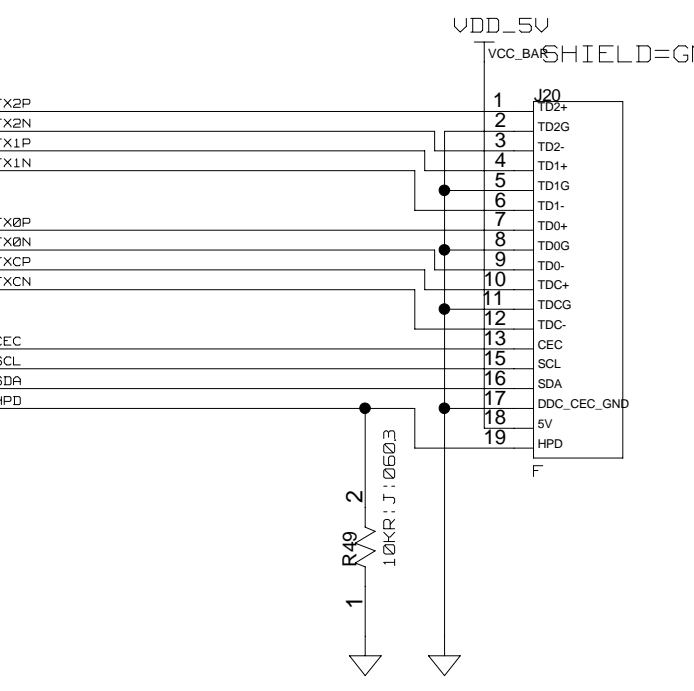 VDD_5V
VCC_BAR
SHIELD=G
J20
TX2P 1 TD2+
TX2N 2 TD2G
TX1P 3 TD2-
TX1N 4 TD1+
5 TD1G
6 TD1-
TX0P 7 TD0+
TX0N 8 TD0G
TXCP 9 TD0-
TXCN 10 TDC+
11 TDCG
12 TDC-
CEC 13 CEC
SCL 15 SCL
SDA 16 SDA
HPD 17 DDC_CEC_GND
18 5V
19 HPD
F
2
R49
10KR:J:0603
1